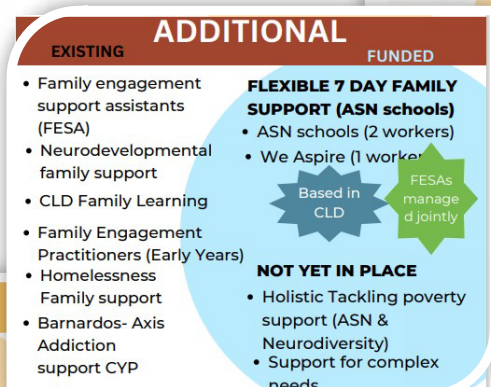 ADDITIONAL
EXISTING
FUNDED
• Family engagement
support assistants
(FESA)
• Neurodevelopmental
family support
• CLD Family Learning
• Family Engagement
Practitioners (Early Years)
• Homelessness
Family support
• Barnardos- Axis
Addiction
support CYP
FLEXIBLE 7 DAY FAMILY
SUPPORT (ASN schools)
• ASN schools (2 workers)
• We Aspire (1 worker
Based in
CLD
FESAs
manage
d jointly
NOT YET IN PLACE
• Holistic Tackling poverty
support (ASN &
Neurodiversity)
• Support for complex
needs